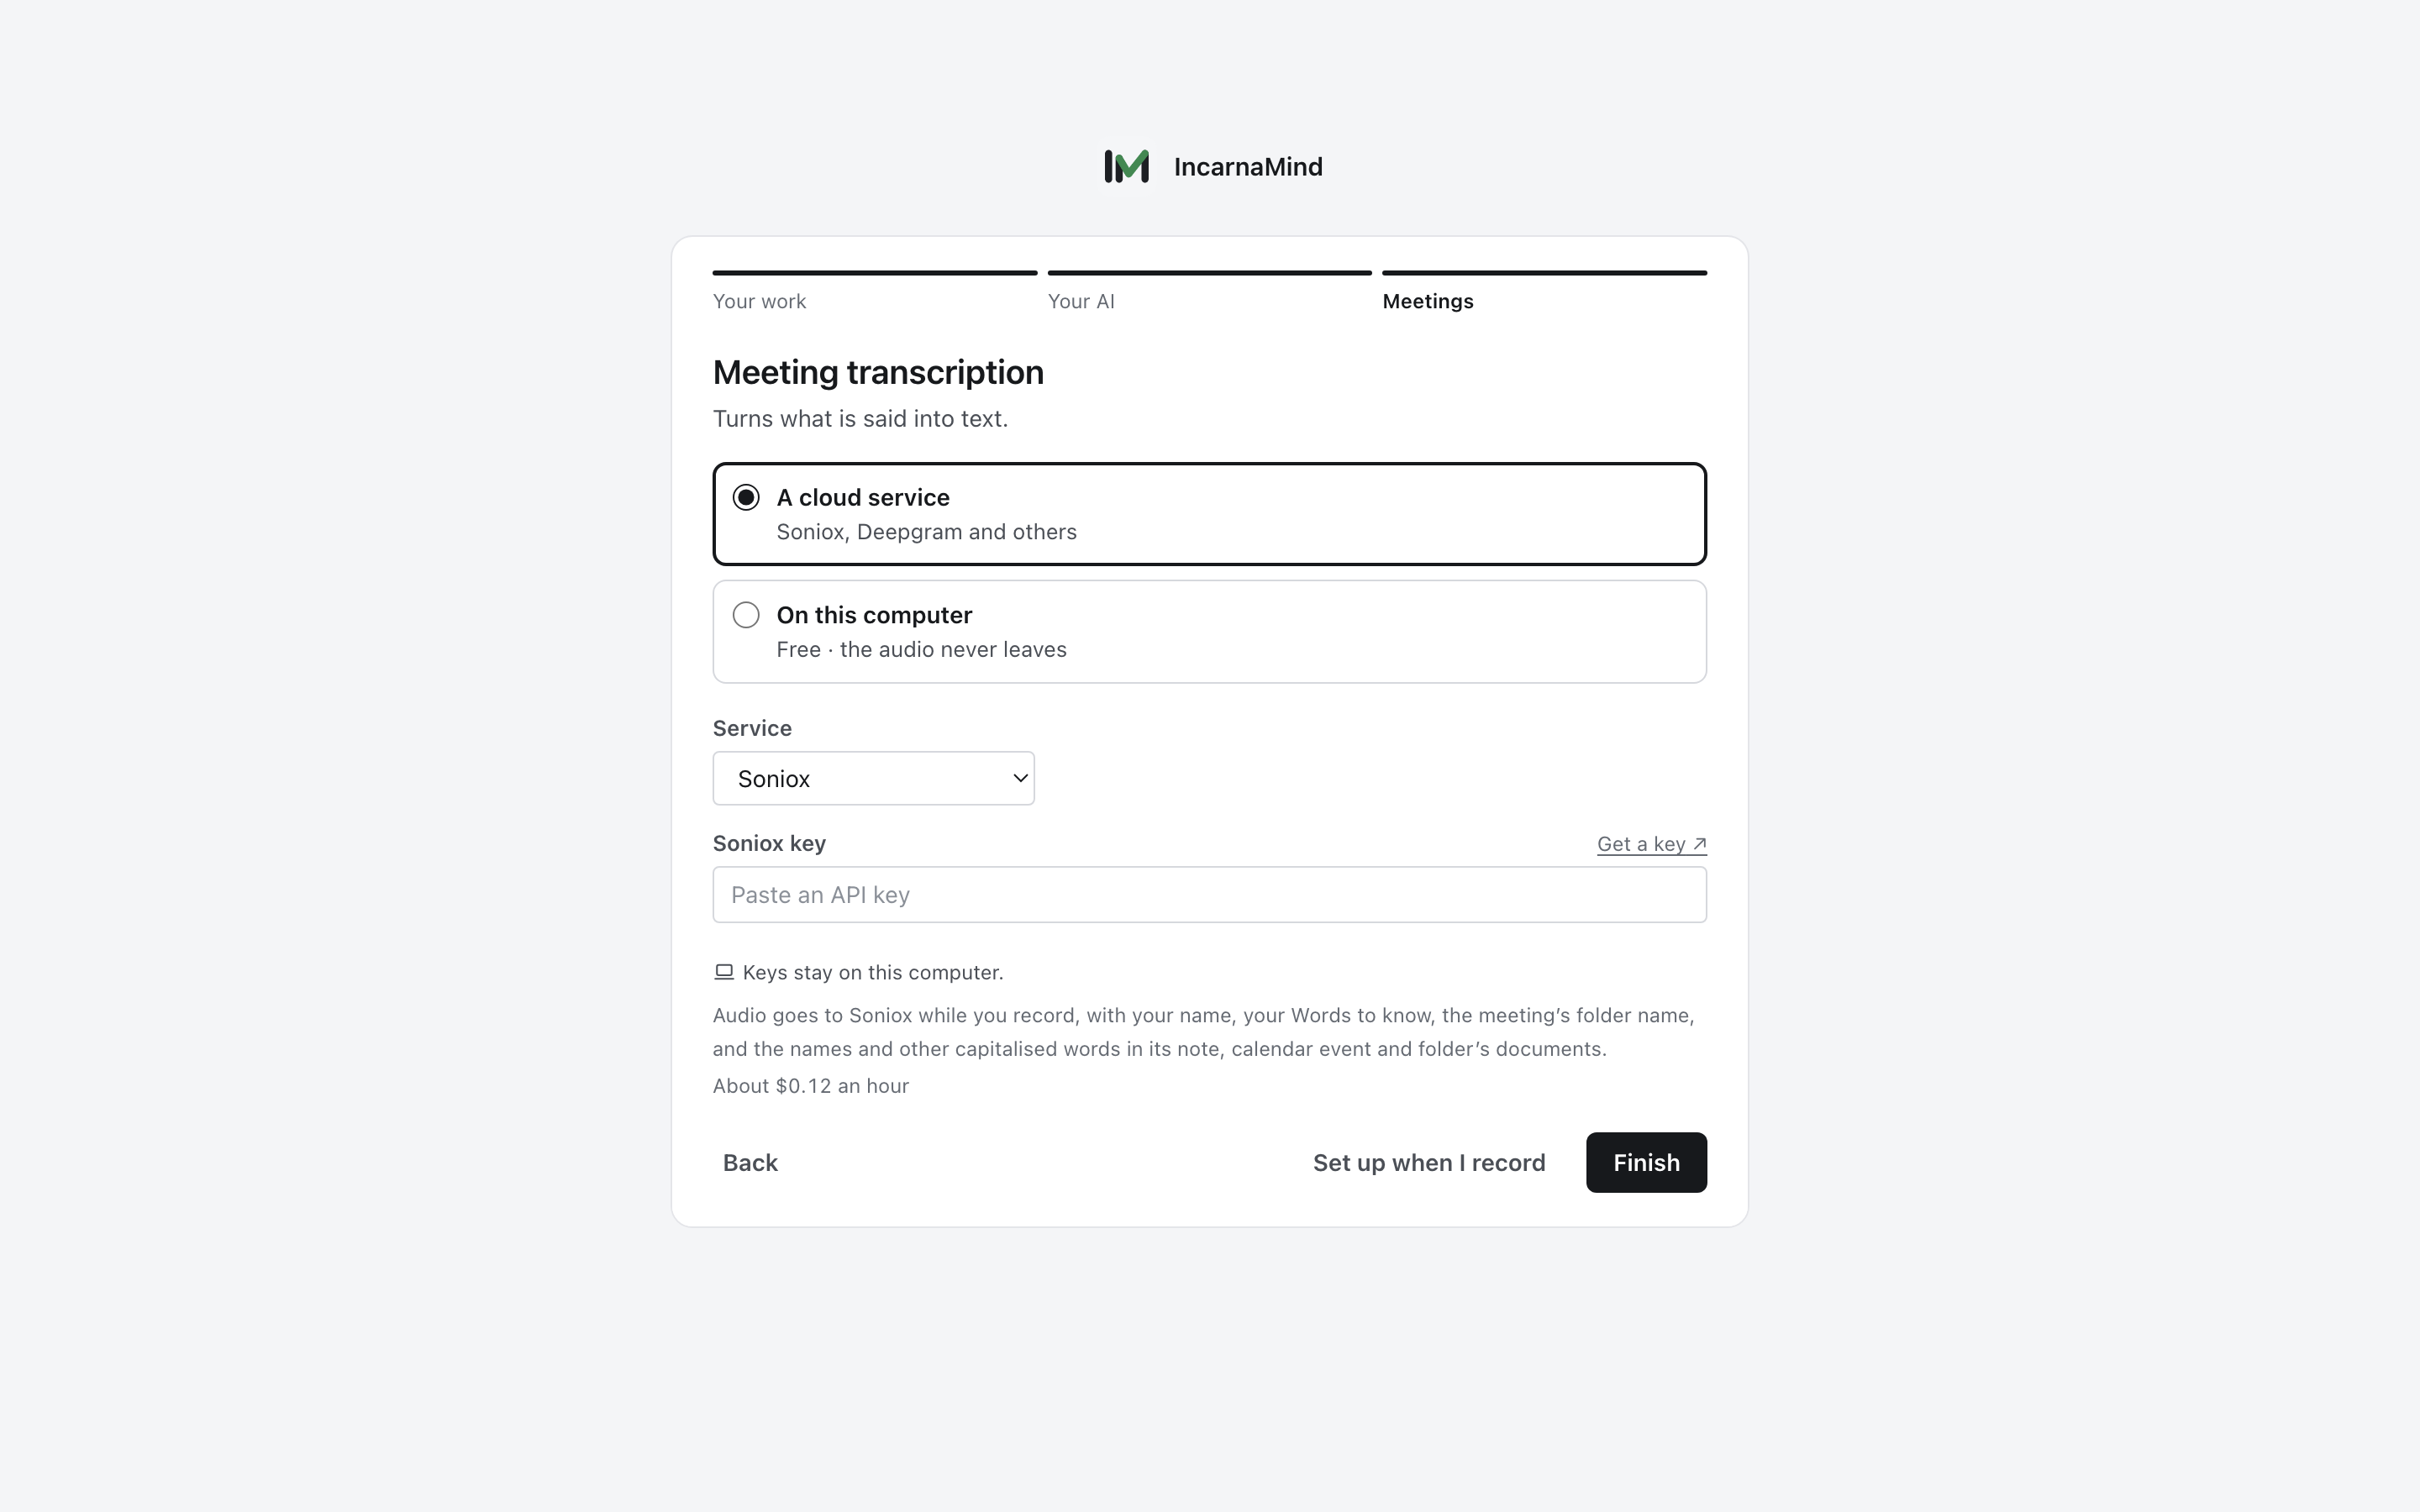 IncarnaMind
Your work
Your AI
Meetings
Meeting transcription
Turns what is said into text.
A cloud service
Soniox, Deepgram and others
On this computer
Free · the audio never leaves
Service
Soniox
Soniox key
Get a key ↗
Paste an API key
Keys stay on this computer.
Audio goes to Soniox while you record, with your name, your Words to know, the meeting’s folder name,
and the names and other capitalised words in its note, calendar event and folder’s documents.
About $0.12 an hour
Back
Set up when I record
Finish